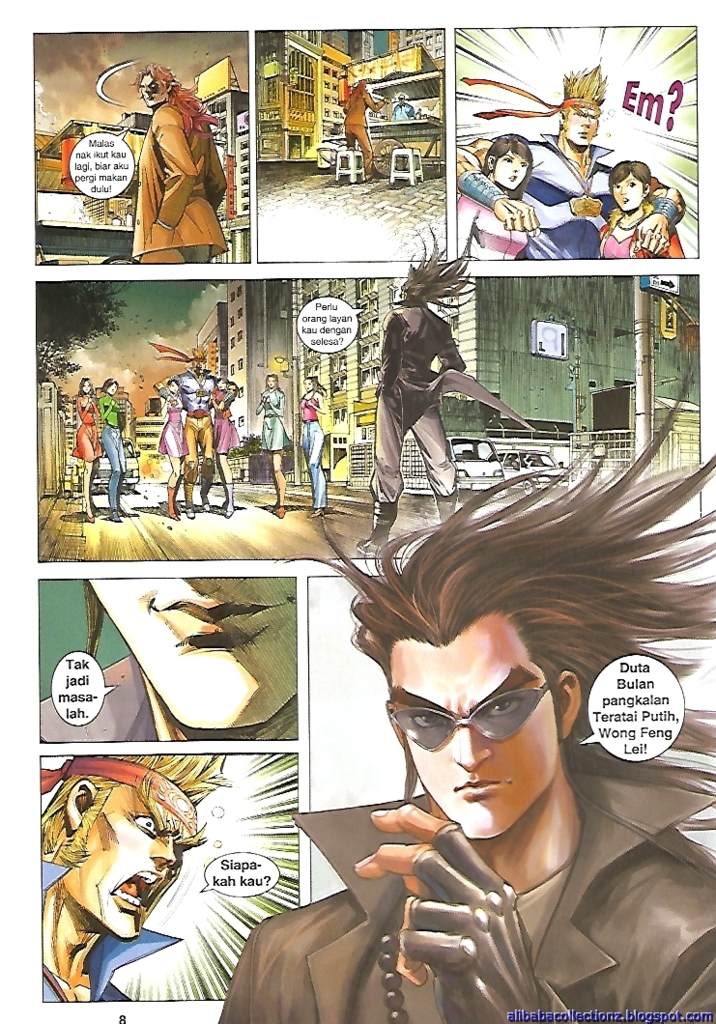 Malas
nak ikut kau
lagi, biar aku
pergi makan
dulu!
Em?
Perlu
orang layan
kau dengan
selesa?
Tak
jadi
masa-
lah.
Duta
Bulan
pangkalan
Teratai Putih,
Wong Feng
Lei!
Siapa-
kah kau?
8
alibabacollectionz.blogspot.com